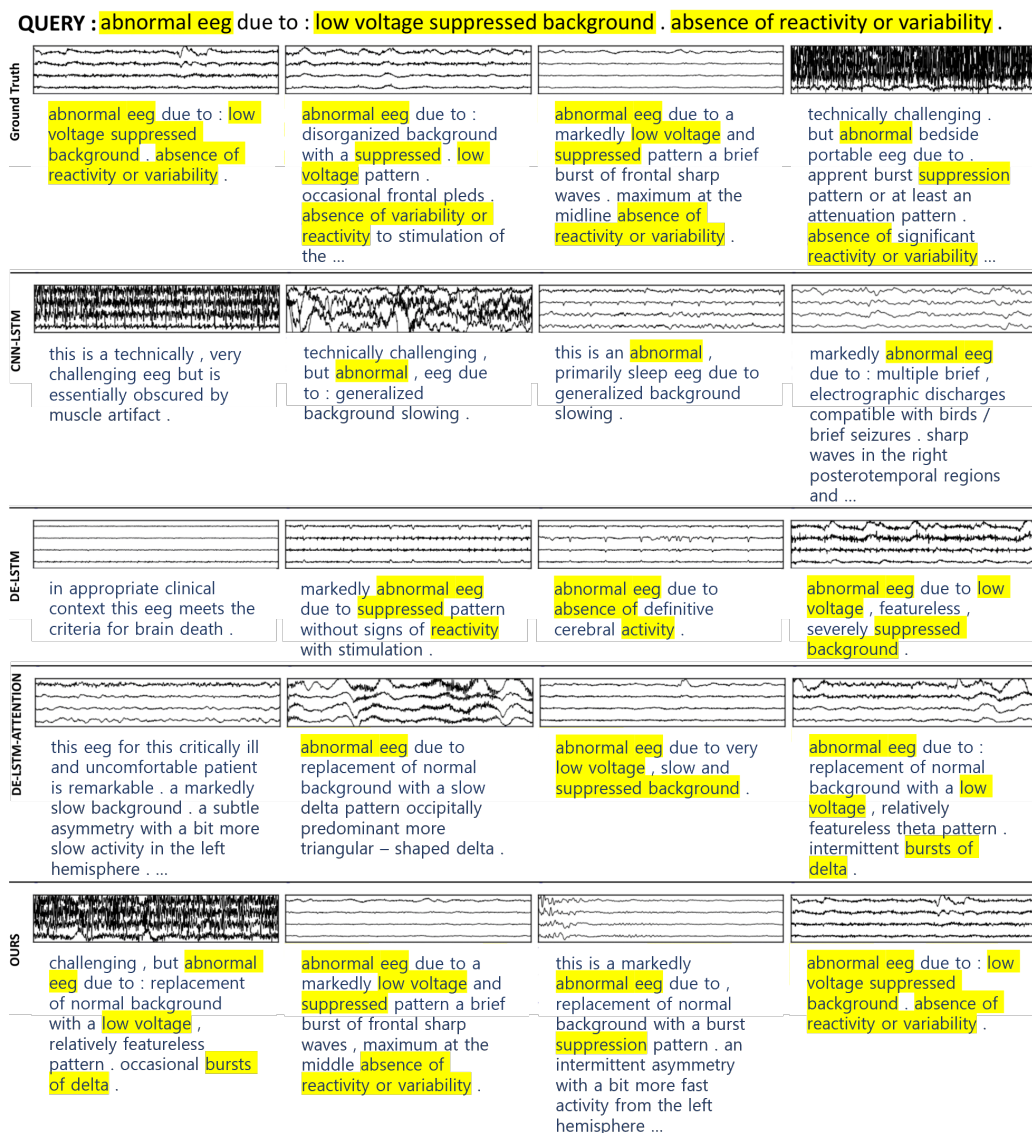 QUERY : abnormal eeg due to : low voltage suppressed background . absence of reactivity or variability .
Ground Truth
abnormal eeg due to : low
voltage suppressed
background . absence of
reactivity or variability .
abnormal eeg due to :
disorganized background
with a suppressed . low
voltage pattern .
occasional frontal pleds .
absence of variability or
reactivity to stimulation of
the ...
abnormal eeg due to a
markedly low voltage and
suppressed pattern a brief
burst of frontal sharp
waves . maximum at the
midline absence of
reactivity or variability .
technically challenging .
but abnormal bedside
portable eeg due to .
apprent burst suppression
pattern or at least an
attenuation pattern .
absence of significant
reactivity or variability ...
CNN-LSTM
this is a technically , very
challenging eeg but is
essentially obscured by
muscle artifact .
technically challenging ,
but abnormal , eeg due
to : generalized
background slowing .
this is an abnormal ,
primarily sleep eeg due to
generalized background
slowing .
markedly abnormal eeg
due to : multiple brief ,
electrographic discharges
compatible with birds /
brief seizures . sharp
waves in the right
posterotemporal regions
and ...
DE-LSTM
in appropriate clinical
context this eeg meets the
criteria for brain death .
markedly abnormal eeg
due to suppressed pattern
without signs of reactivity
with stimulation .
abnormal eeg due to
absence of definitive
cerebral activity .
abnormal eeg due to low
voltage , featureless ,
severely suppressed
background .
DE-LSTM-ATTENTION
this eeg for this critically ill
and uncomfortable patient
is remarkable . a markedly
slow background . a subtle
asymmetry with a bit more
slow activity in the left
hemisphere . ...
abnormal eeg due to
replacement of normal
background with a slow
delta pattern occipitally
predominant more
triangular – shaped delta .
abnormal eeg due to very
low voltage , slow and
suppressed background .
abnormal eeg due to :
replacement of normal
background with a low
voltage , relatively
featureless theta pattern .
intermittent bursts of
delta .
OURS
challenging , but abnormal
eeg due to : replacement
of normal background
with a low voltage ,
relatively featureless
pattern . occasional bursts
of delta .
abnormal eeg due to a
markedly low voltage and
suppressed pattern a brief
burst of frontal sharp
waves , maximum at the
middle absence of
reactivity or variability .
this is a markedly
abnormal eeg due to ,
replacement of normal
background with a burst
suppression pattern . an
intermittent asymmetry
with a bit more fast
activity from the left
hemisphere ...
abnormal eeg due to : low
voltage suppressed
background . absence of
reactivity or variability .